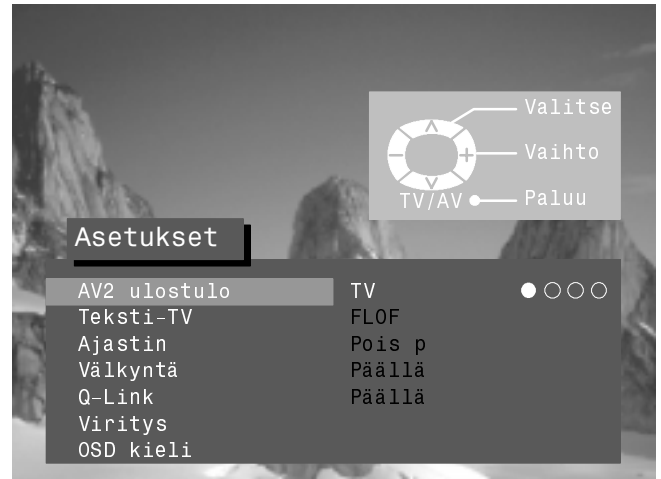 Valitse
Vaihto
TV/AV Paluu
Asetukset
AV2 ulostulo TV
Teksti-TV FLOF
Ajastin Pois p
Välkyntä Päällä
Q-Link Päällä
Viritys
OSD kieli